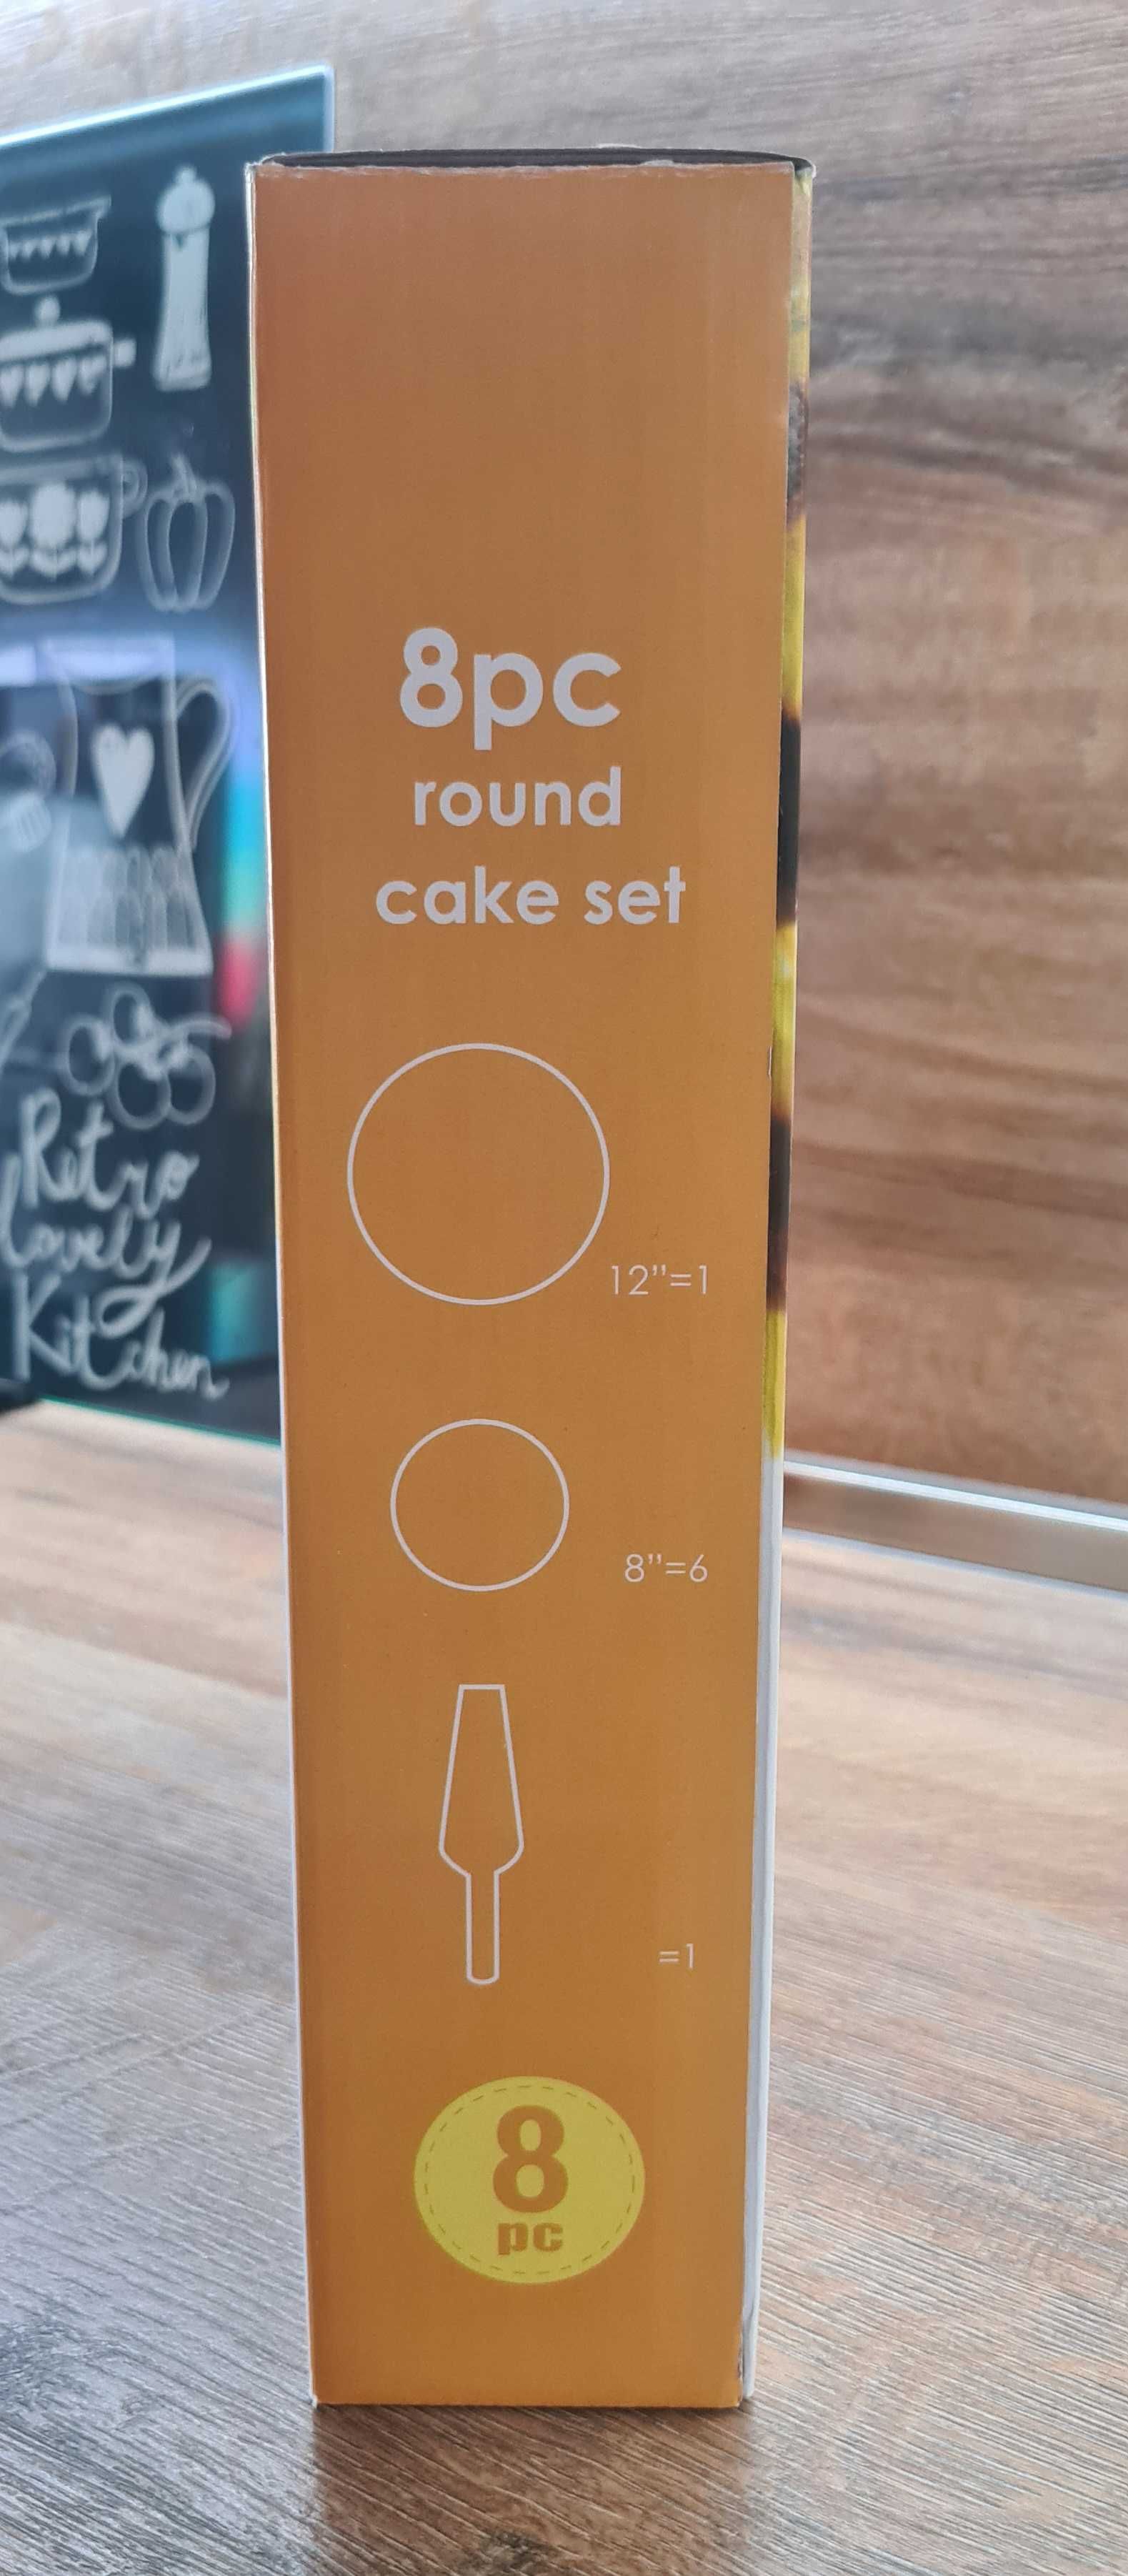 8pc
round
cake set
12”=1
8”=6
=1
8
pc
Retro
Lovely
Kitchen